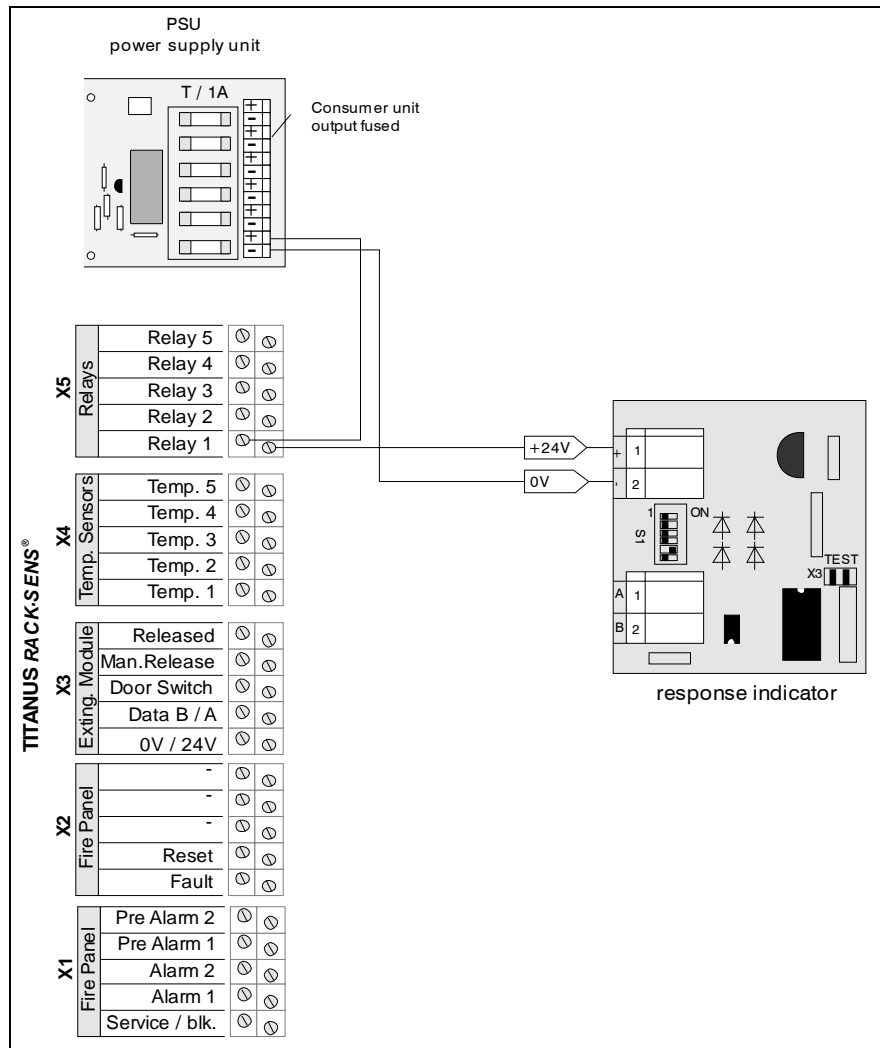 PSU
power supply unit
T / 1A
+
-
+
-
+
-
+
-
+
-
+
-
Consumer unit
output fused
TITANUS RACK·SENS®
X5
Relays
Relay 5
Relay 4
Relay 3
Relay 2
Relay 1
X4
Temp. Sensors
Temp. 5
Temp. 4
Temp. 3
Temp. 2
Temp. 1
X3
Exting. Module
Released
Man.Release
Door Switch
Data B / A
0V / 24V
X2
Fire Panel
-
-
-
Reset
Fault
X1
Fire Panel
Pre Alarm 2
Pre Alarm 1
Alarm 2
Alarm 1
Service / blk.
+24V
0V
+ 1
- 2
1 ON
S1
TEST
X3
A 1
B 2
response indicator